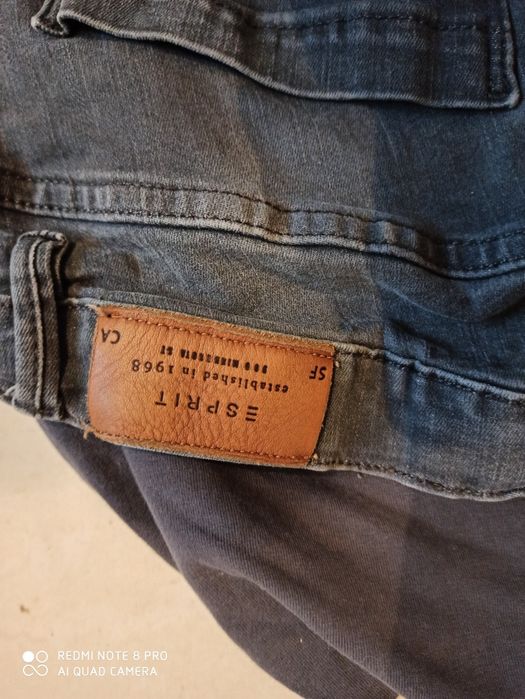 ESPRIT
established in 1968
900 MINNESOTA ST
SF CA
REDMI NOTE 8 PRO
AI QUAD CAMERA